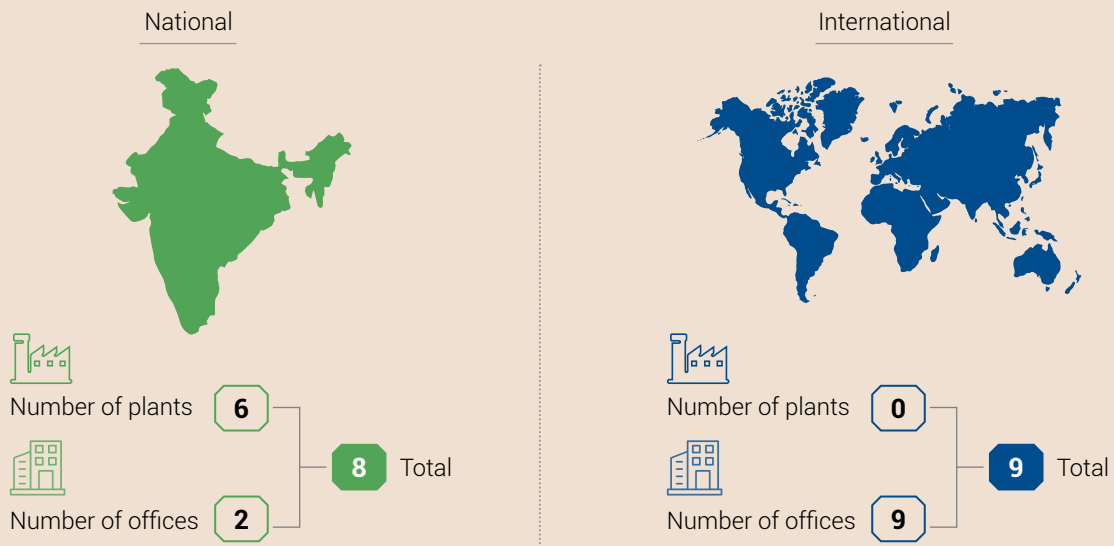 National
Number of plants 6
8 Total
Number of offices 2
International
Number of plants 0
9 Total
Number of offices 9